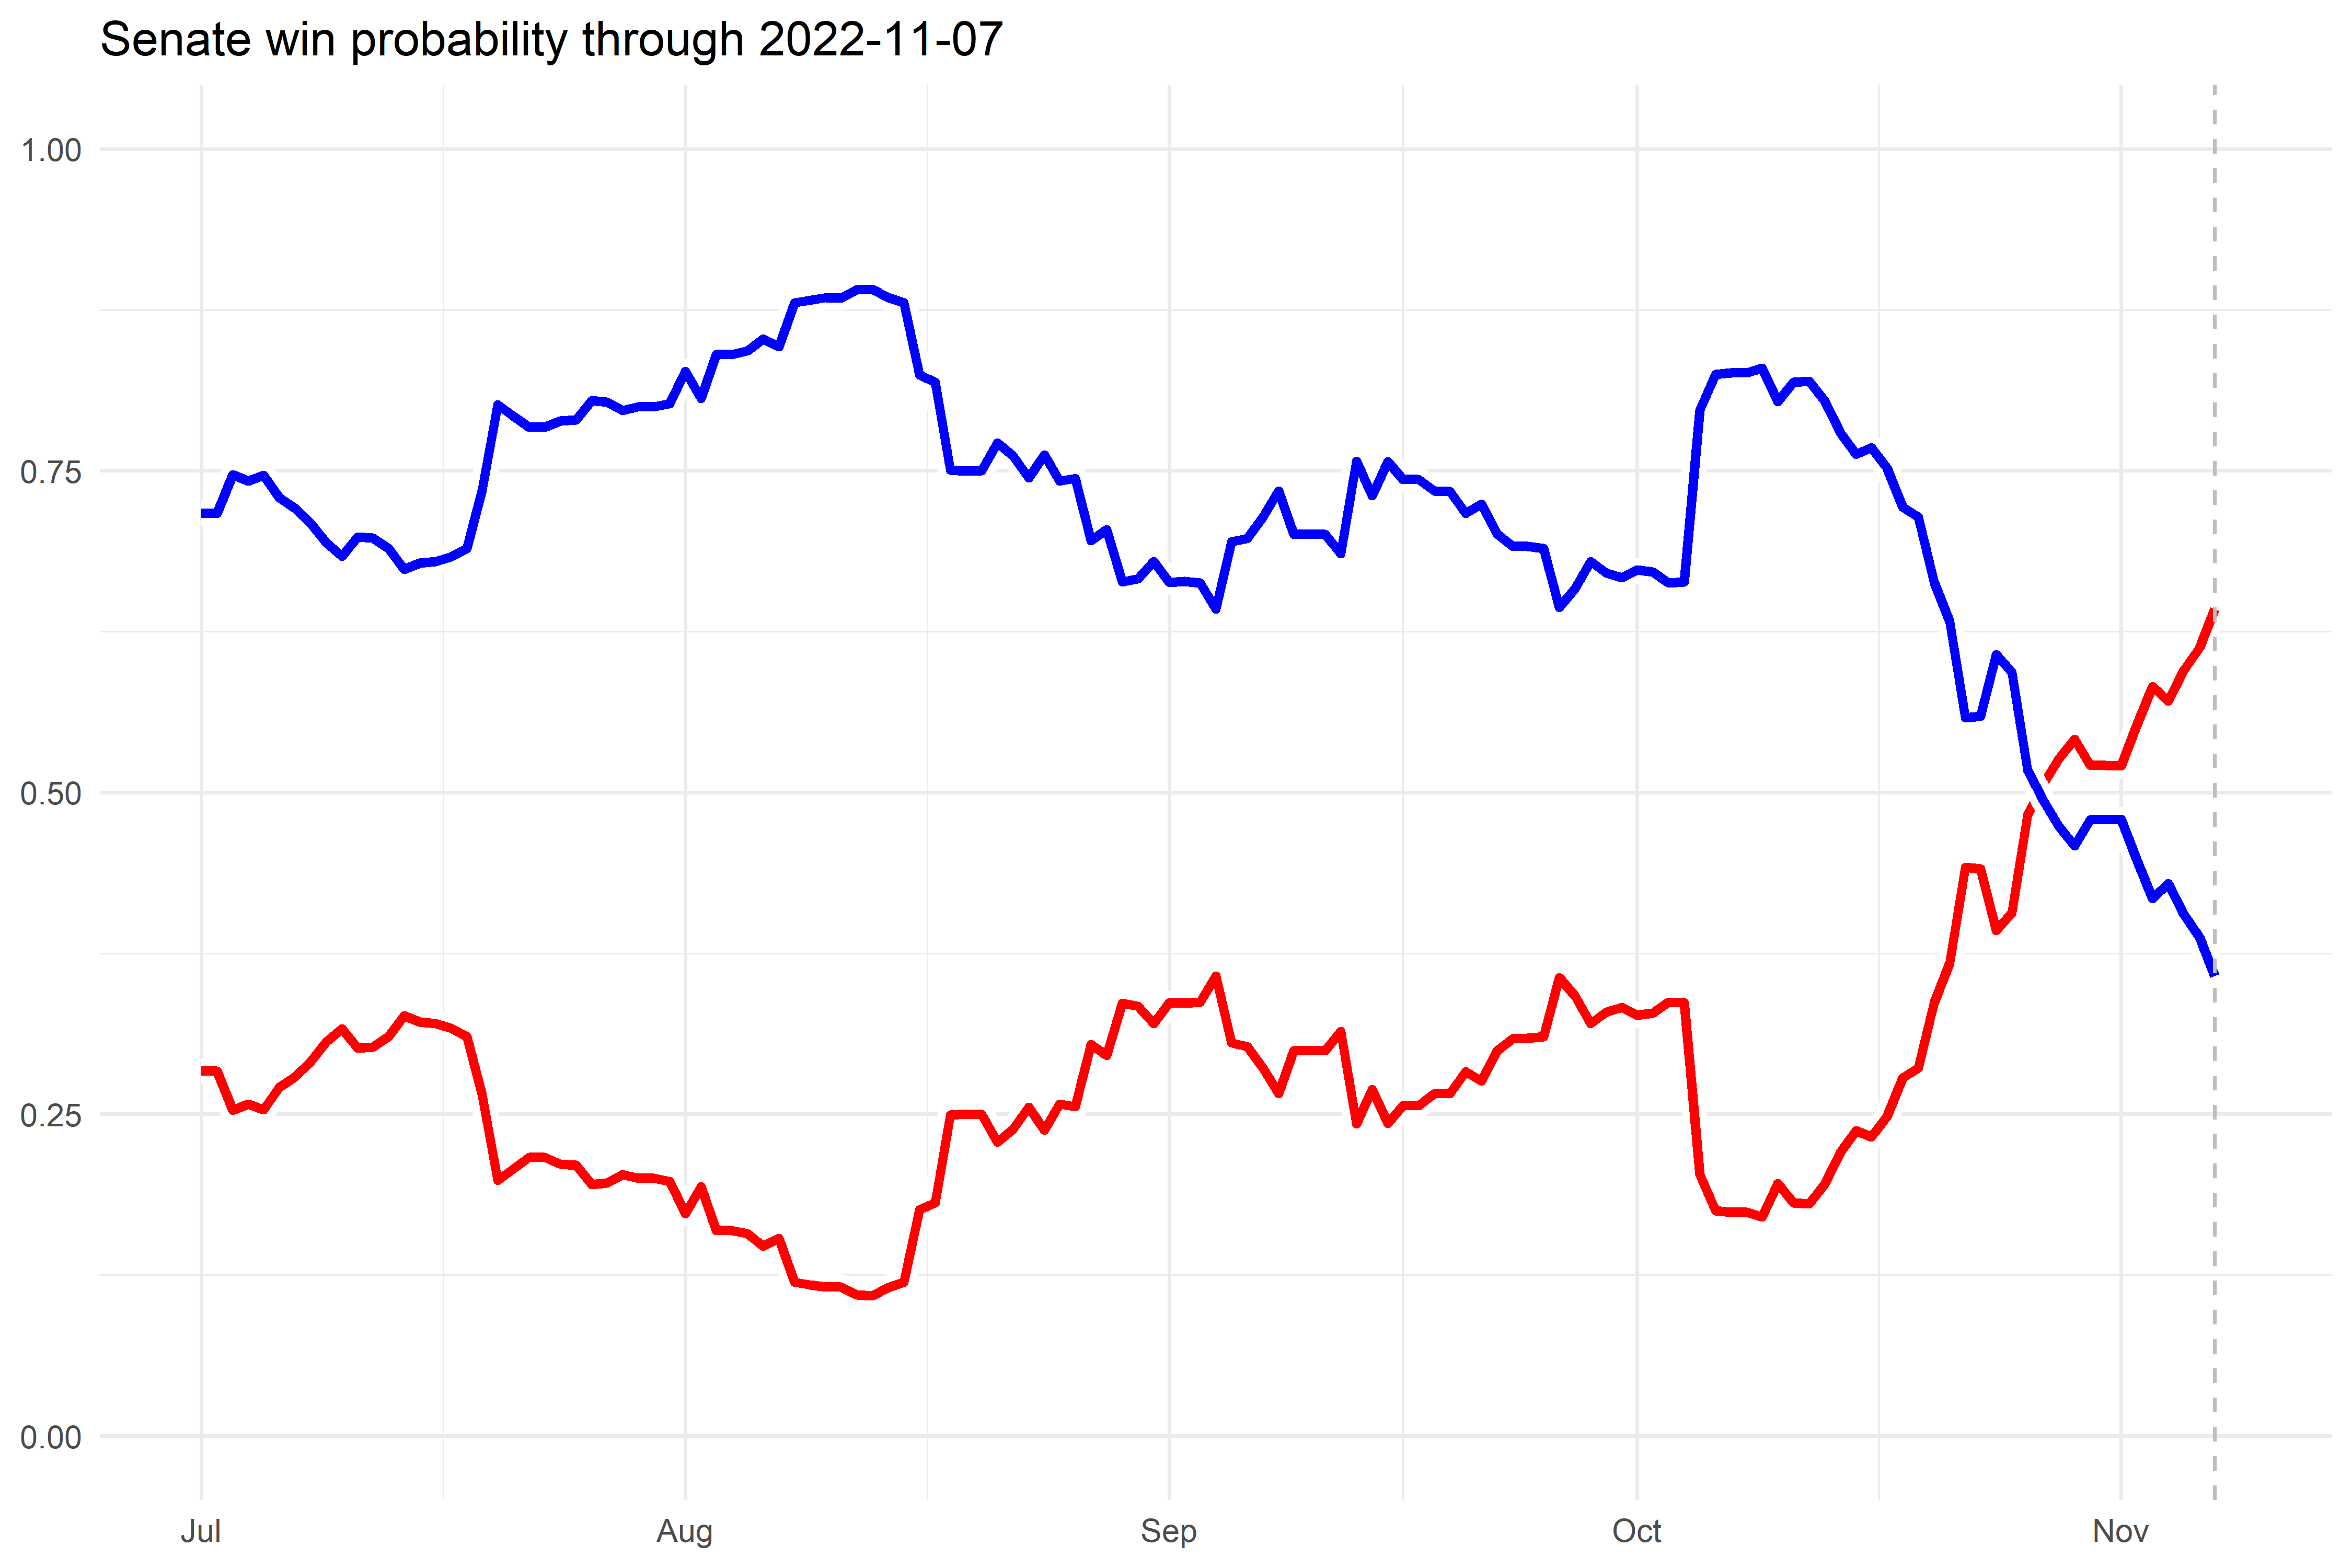 Senate win probability through 2022-11-07
1.00
0.75
0.50
0.25
0.00
Jul Aug Sep Oct Nov